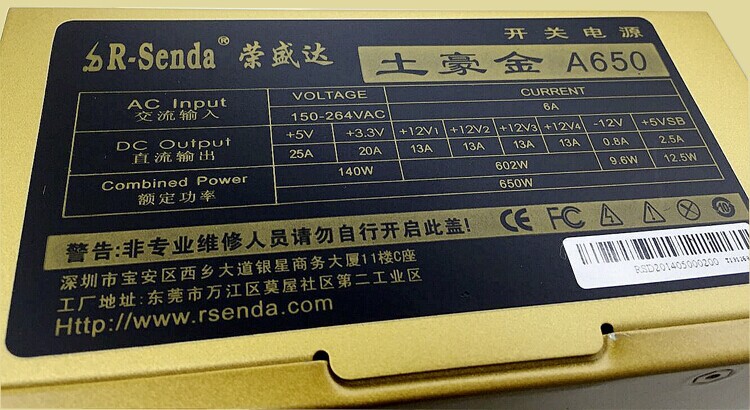 开关电源
R-Senda® 荣盛达 土豪金 A650
AC Input 交流输入 VOLTAGE CURRENT
150-264VAC 6A
DC Output 直流输出 +5V +3.3V +12V1 +12V2 +12V3 +12V4 -12V +5VSB
25A 20A 13A 13A 13A 13A 0.8A 2.5A
Combined Power 额定功率 140W 602W 9.6W 12.5W
650W
CE FC
警告:非专业维修人员请勿自行开启此盖!
深圳市宝安区西乡大道银星商务大厦11楼C座
工厂地址:东莞市万江区莫屋社区第二工业区
Http://www.rsenda.com
RSD201405000200